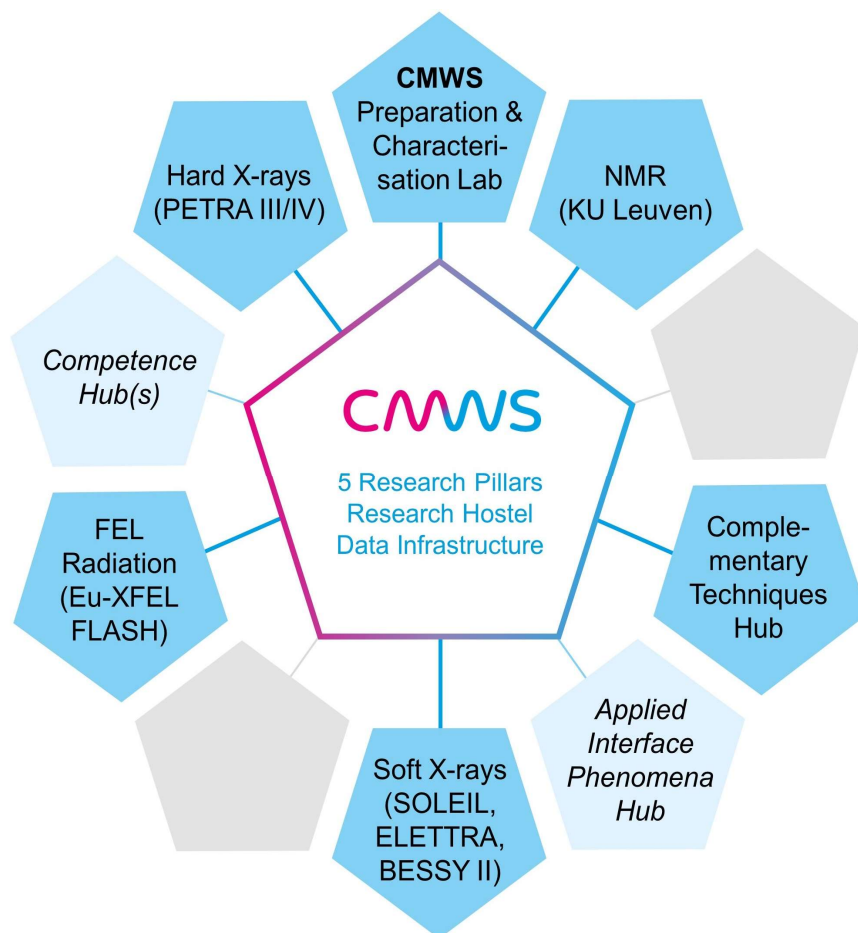 CMWS
Preparation &
Characteri-
sation Lab
Hard X-rays
(PETRA III/IV)
NMR
(KU Leuven)
Competence
Hub(s)
CMWS
5 Research Pillars
Research Hostel
Data Infrastructure
FEL
Radiation
(Eu-XFEL
FLASH)
Comple-
mentary
Techniques
Hub
Soft X-rays
(SOLEIL,
ELETTRA,
BESSY II)
Applied
Interface
Phenomena
Hub